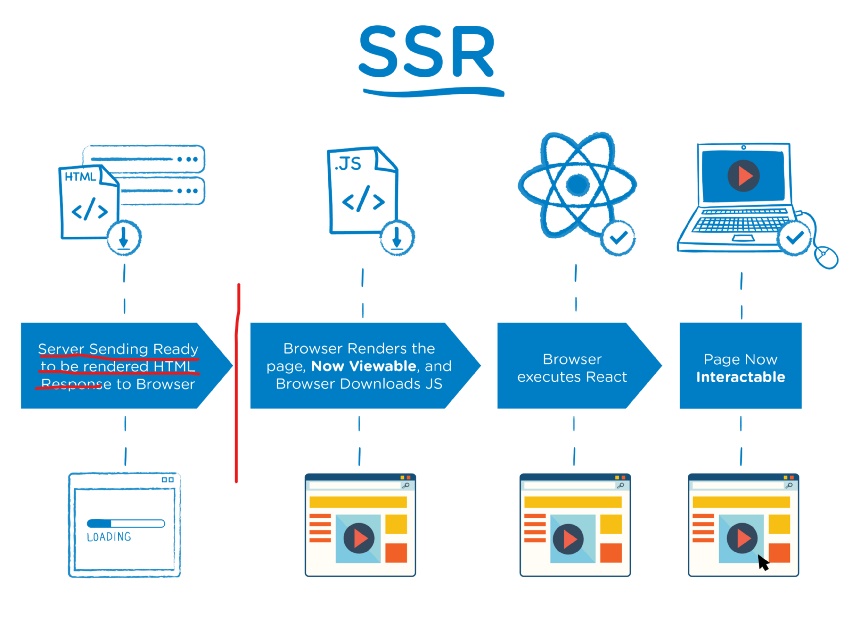 SSR
HTML
</>
.JS
</>
Server Sending Ready
to be rendered HTML
Response to Browser
Browser Renders the
page, Now Viewable, and
Browser Downloads JS
Browser
executes React
Page Now
Interactable
LOADING